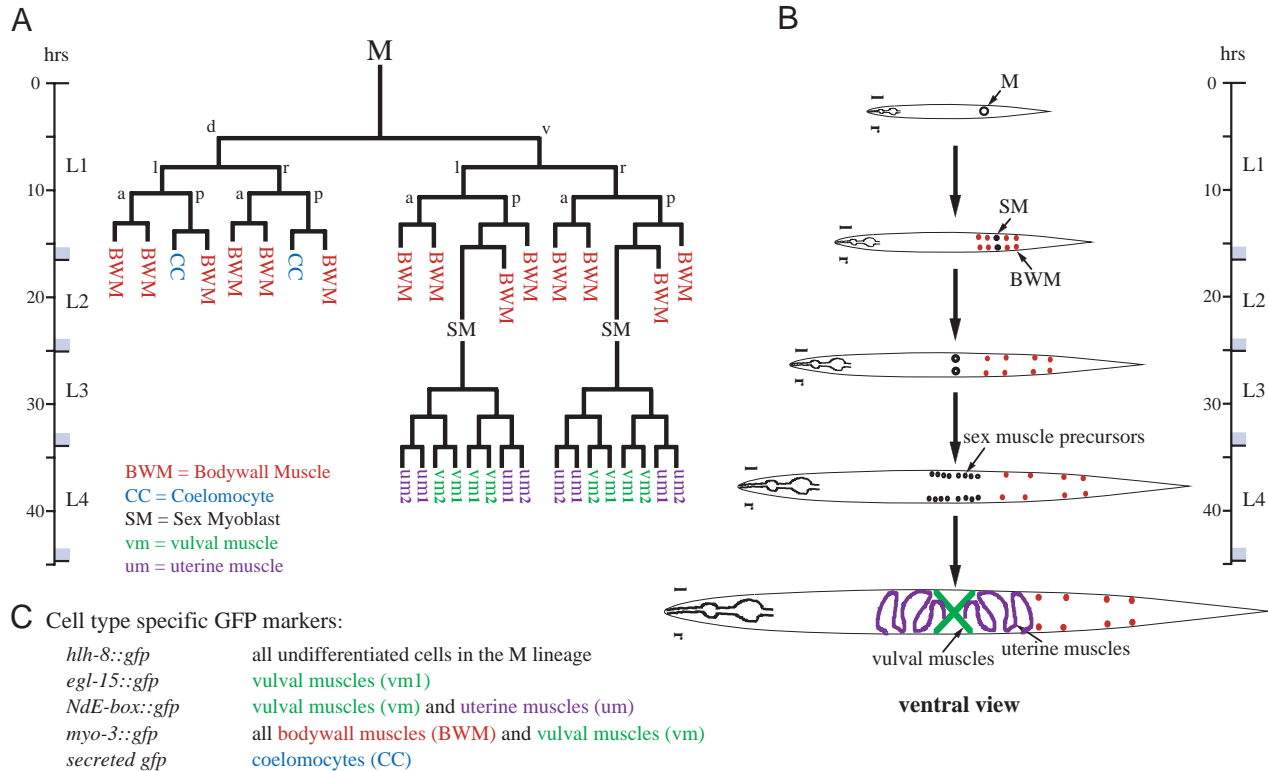 A
hrs
0
10
20
30
40
L1
L2
L3
L4
M
d
v
l
r
l
r
a
p
a
p
a
p
a
p
BWM
BWM
CC
BWM
BWM
BWM
CC
BWM
BWM
BWM
BWM
BWM
BWM
BWM
BWM
BWM
SM
SM
um2
um1
vm2
vm1
vm1
vm2
um1
um2
um2
um1
vm2
vm1
vm1
vm2
um1
um2
BWM = Bodywall Muscle
CC = Coelomocyte
SM = Sex Myoblast
vm = vulval muscle
um = uterine muscle
B
hrs
0
10
20
30
40
L1
L2
L3
L4
l
r
M
l
r
SM
BWM
l
r
l
r
sex muscle precursors
l
r
vulval muscles
uterine muscles
ventral view
C Cell type specific GFP markers:
hlh-8::gfp all undifferentiated cells in the M lineage
egl-15::gfp vulval muscles (vm1)
NdE-box::gfp vulval muscles (vm) and uterine muscles (um)
myo-3::gfp all bodywall muscles (BWM) and vulval muscles (vm)
secreted gfp coelomocytes (CC)